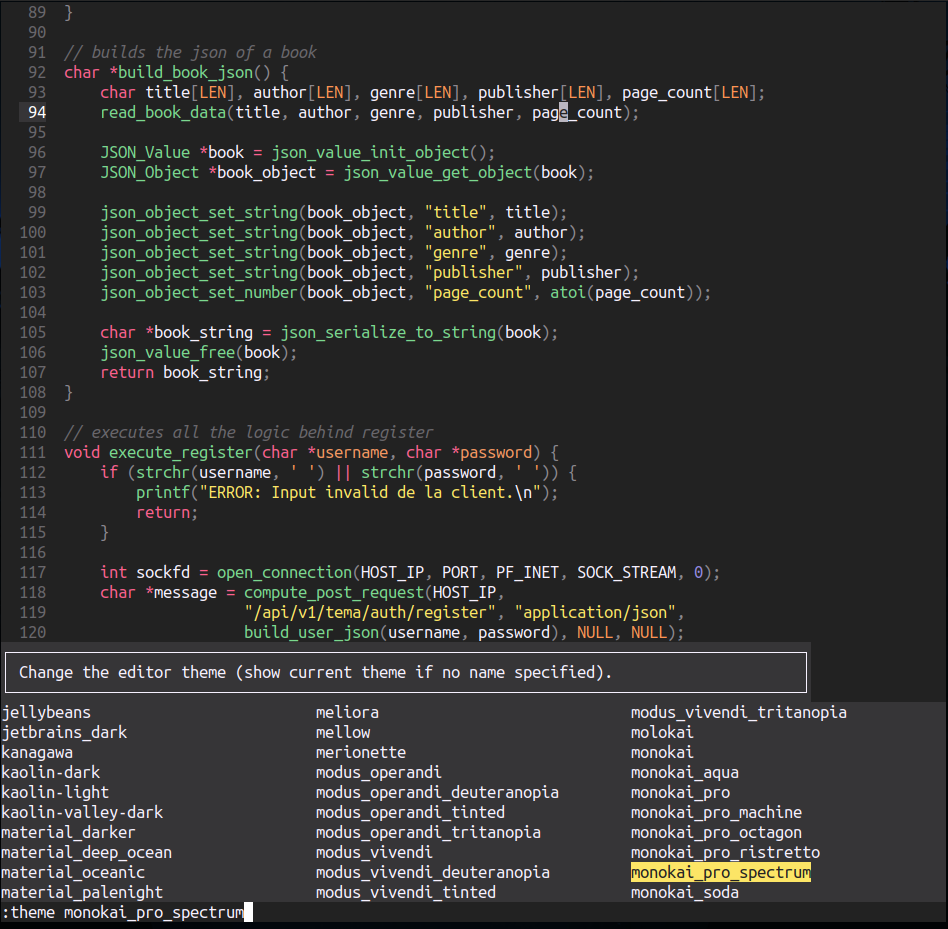 89 }
90
91 // builds the json of a book
92 char *build_book_json() {
93     char title[LEN], author[LEN], genre[LEN], publisher[LEN], page_count[LEN];
94     read_book_data(title, author, genre, publisher, page_count);
95
96     JSON_Value *book = json_value_init_object();
97     JSON_Object *book_object = json_value_get_object(book);
98
99     json_object_set_string(book_object, "title", title);
100     json_object_set_string(book_object, "author", author);
101     json_object_set_string(book_object, "genre", genre);
102     json_object_set_string(book_object, "publisher", publisher);
103     json_object_set_number(book_object, "page_count", atoi(page_count));
104
105     char *book_string = json_serialize_to_string(book);
106     json_value_free(book);
107     return book_string;
108 }
109
110 // executes all the logic behind register
111 void execute_register(char *username, char *password) {
112     if (strchr(username, ' ') || strchr(password, ' ')) {
113         printf("ERROR: Input invalid de la client.\n");
114         return;
115     }
116
117     int sockfd = open_connection(HOST_IP, PORT, PF_INET, SOCK_STREAM, 0);
118     char *message = compute_post_request(HOST_IP,
119                     "/api/v1/tema/auth/register", "application/json",
120                     build_user_json(username, password), NULL, NULL);
Change the editor theme (show current theme if no name specified).
jellybeans meliora modus_vivendi_tritanopia
jetbrains_dark mellow molokai
kanagawa merionette monokai
kaolin-dark modus_operandi monokai_aqua
kaolin-light modus_operandi_deuteranopia monokai_pro
kaolin-valley-dark modus_operandi_tinted monokai_pro_machine
material_darker modus_operandi_tritanopia monokai_pro_octagon
material_deep_ocean modus_vivendi monokai_pro_ristretto
material_oceanic modus_vivendi_deuteranopia monokai_pro_spectrum
material_palenight modus_vivendi_tinted monokai_soda
:theme monokai_pro_spectrum